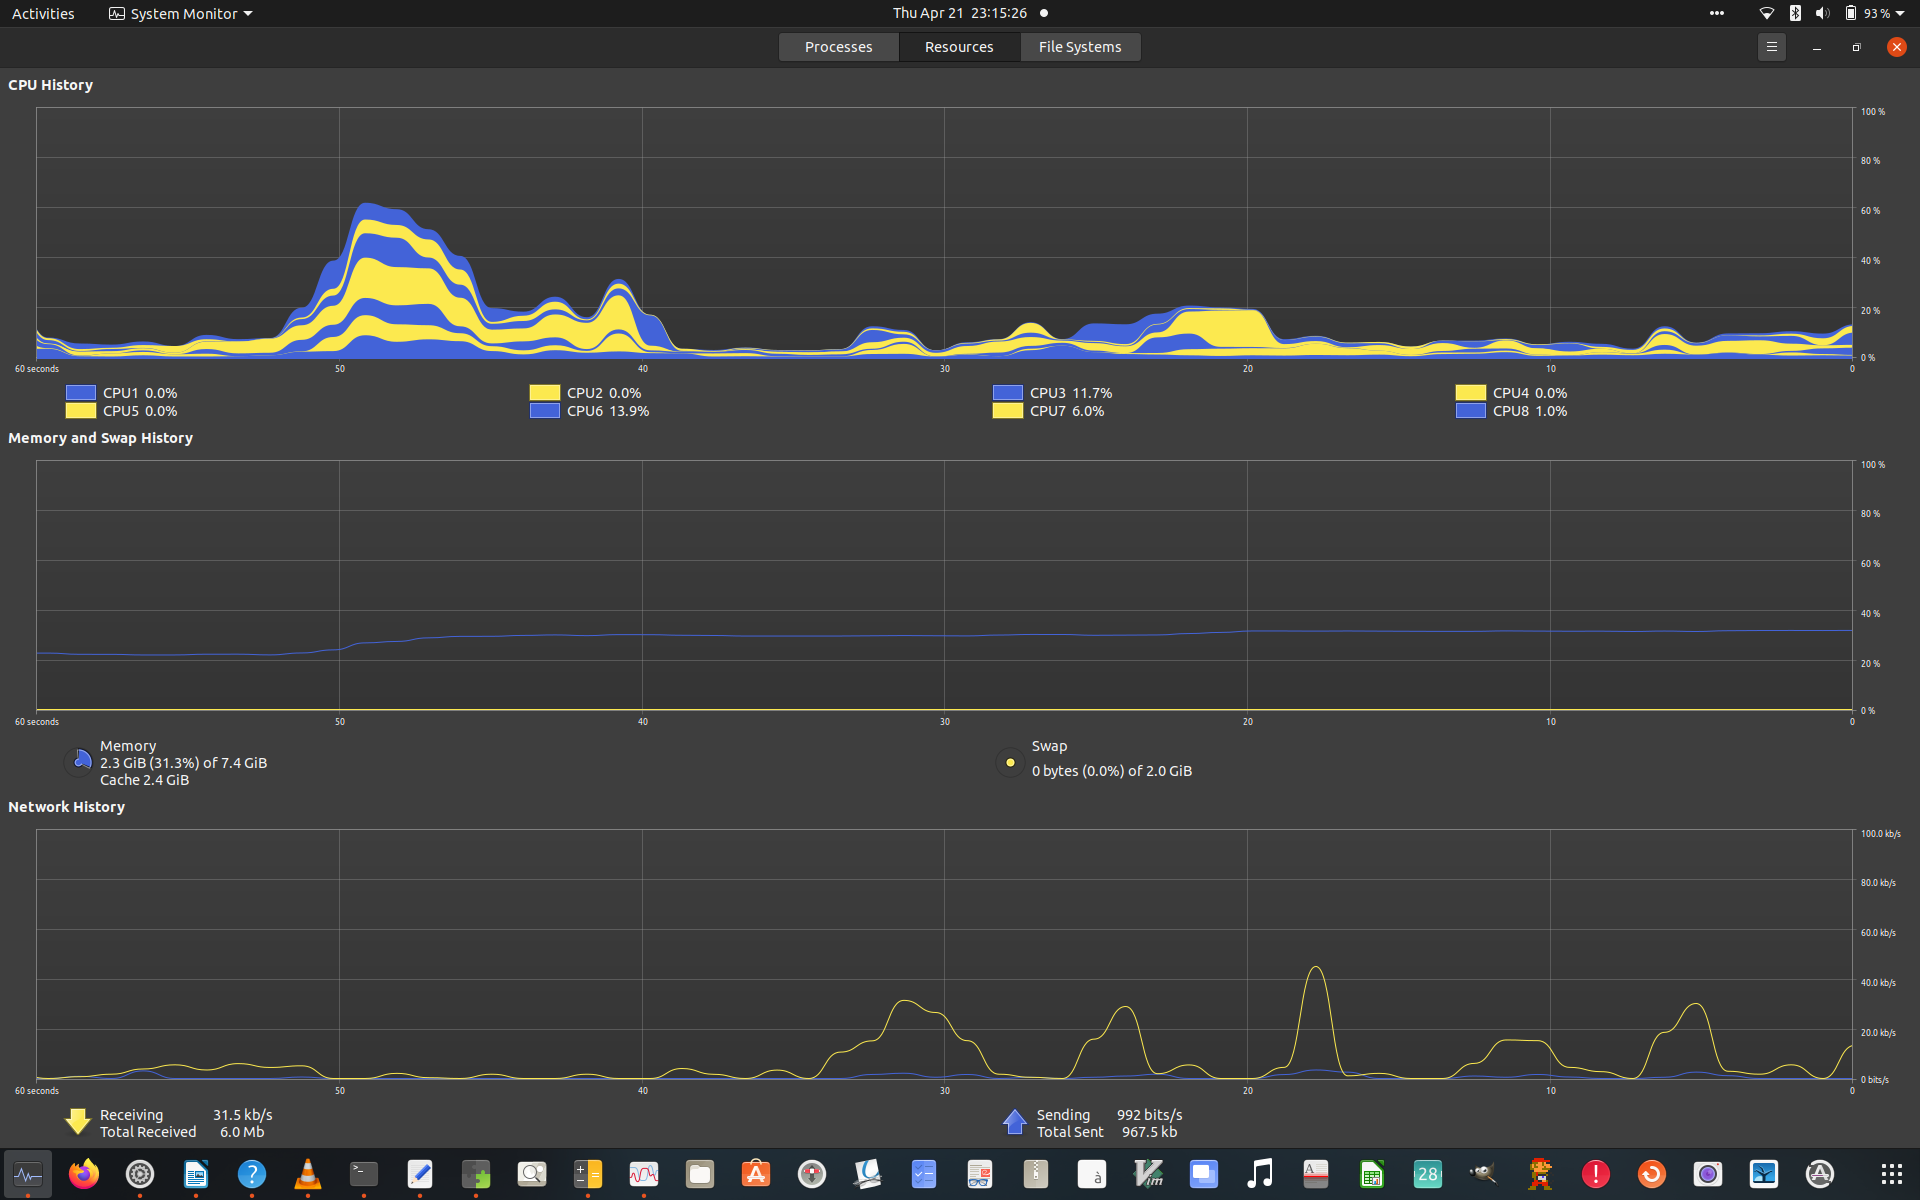 Activities System Monitor Thu Apr 21 23:15:26 93 %
Processes Resources File Systems
CPU History
100 %
80 %
60 %
40 %
20 %
0 %
60 seconds 50 40 30 20 10 0
CPU1 0.0% CPU2 0.0% CPU3 11.7% CPU4 0.0%
CPU5 0.0% CPU6 13.9% CPU7 6.0% CPU8 1.0%
Memory and Swap History
100 %
80 %
60 %
40 %
20 %
0 %
60 seconds 50 40 30 20 10 0
Memory Swap
2.3 GiB (31.3%) of 7.4 GiB 0 bytes (0.0%) of 2.0 GiB
Cache 2.4 GiB
Network History
100.0 kb/s
80.0 kb/s
60.0 kb/s
40.0 kb/s
20.0 kb/s
0 bits/s
60 seconds 50 40 30 20 10 0
Receiving 31.5 kb/s Sending 992 bits/s
Total Received 6.0 Mb Total Sent 967.5 kb
? >_ à Vim A 28 !